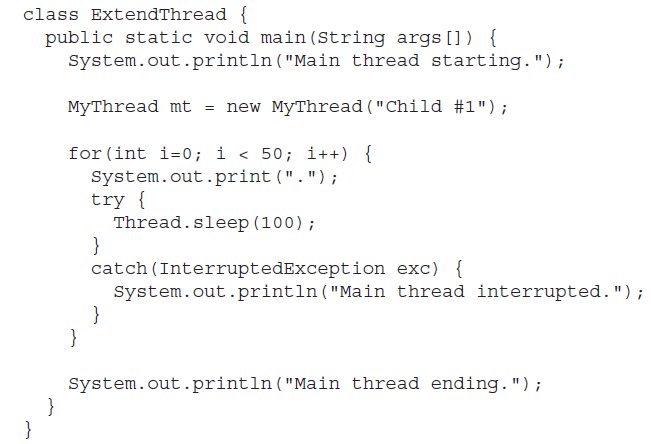 class ExtendThread {
  public static void main(String args[]) {
    System.out.println("Main thread starting.");

    MyThread mt = new MyThread("Child #1");

    for(int i=0; i < 50; i++) {
      System.out.print(".");
      try {
        Thread.sleep(100);
      }
      catch(InterruptedException exc) {
        System.out.println("Main thread interrupted.");
      }
    }

    System.out.println("Main thread ending.");
  }
}